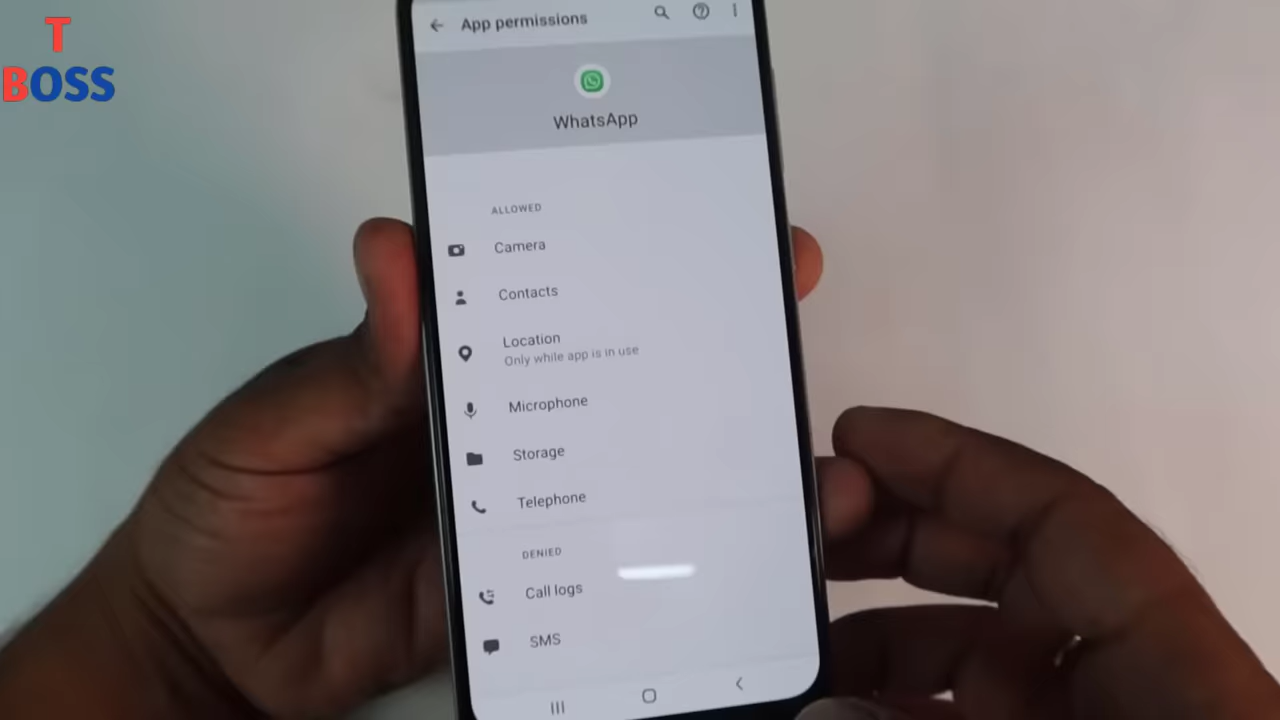 T
BOSS
App permissions
WhatsApp
ALLOWED
Camera
Contacts
Location
Only while app is in use
Microphone
Storage
Telephone
DENIED
Call logs
SMS